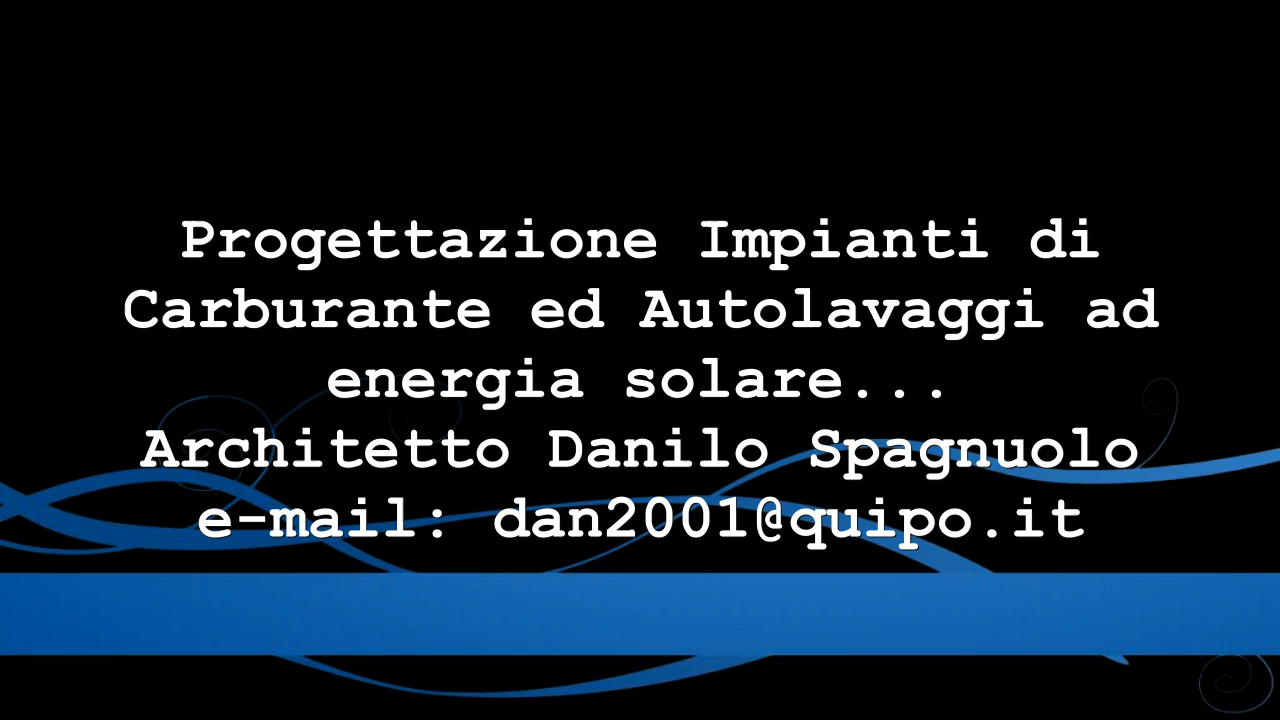 Progettazione Impianti di
Carburante ed Autolavaggi ad
energia solare...
Architetto Danilo Spagnuolo
e-mail: dan2001@quipo.it